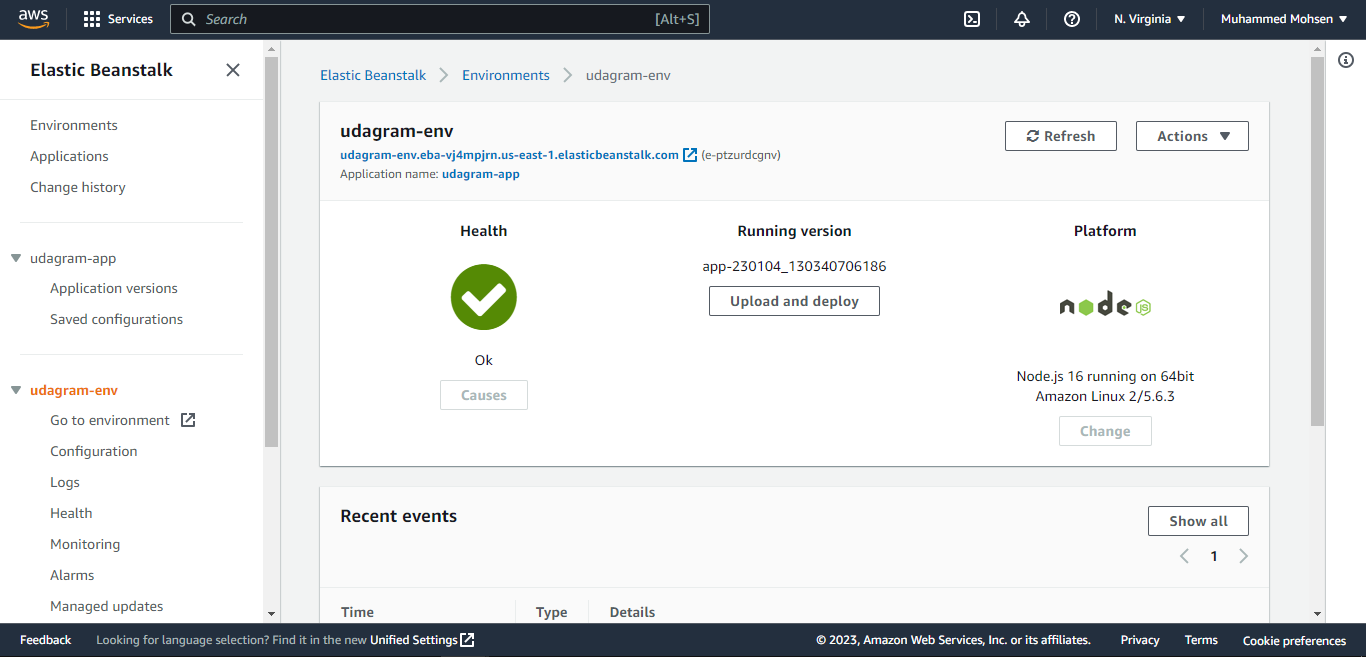 aws
Services
Search [Alt+S]
N. Virginia
Muhammed Mohsen
Elastic Beanstalk
Environments
Applications
Change history
udagram-app
Application versions
Saved configurations
udagram-env
Go to environment
Configuration
Logs
Health
Monitoring
Alarms
Managed updates
Elastic Beanstalk > Environments > udagram-env
udagram-env
udagram-env.eba-vj4mpjrn.us-east-1.elasticbeanstalk.com (e-ptzurdcgnv)
Application name: udagram-app
Refresh
Actions
Health
Ok
Causes
Running version
app-230104_130340706186
Upload and deploy
Platform
node JS
Node.js 16 running on 64bit
Amazon Linux 2/5.6.3
Change
Recent events
Show all
1
Time Type Details
Feedback Looking for language selection? Find it in the new Unified Settings
© 2023, Amazon Web Services, Inc. or its affiliates. Privacy Terms Cookie preferences